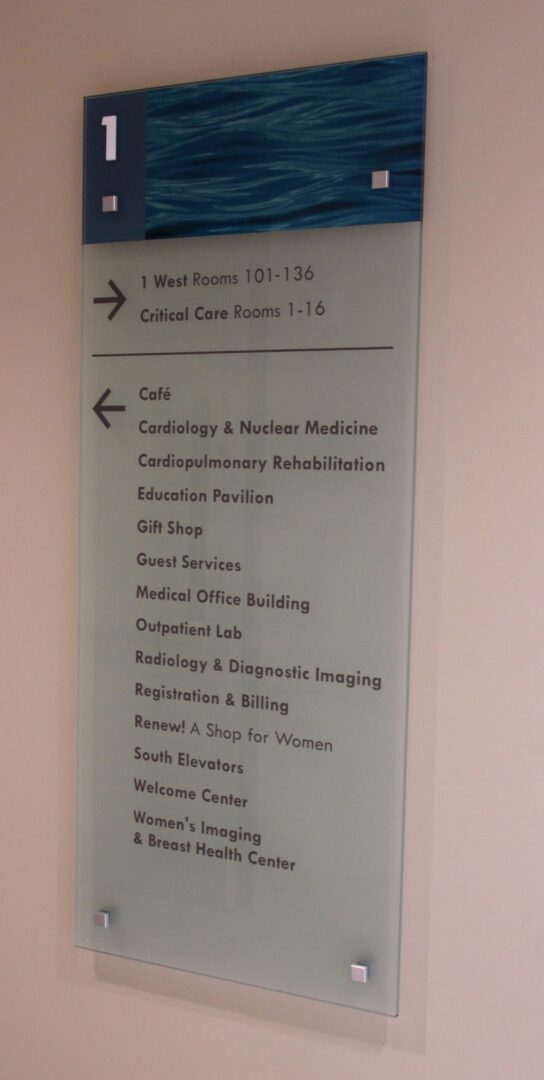 1
1 West Rooms 101-136
Critical Care Rooms 1-16
Café
Cardiology & Nuclear Medicine
Cardiopulmonary Rehabilitation
Education Pavilion
Gift Shop
Guest Services
Medical Office Building
Outpatient Lab
Radiology & Diagnostic Imaging
Registration & Billing
Renew! A Shop for Women
South Elevators
Welcome Center
Women's Imaging
& Breast Health Center